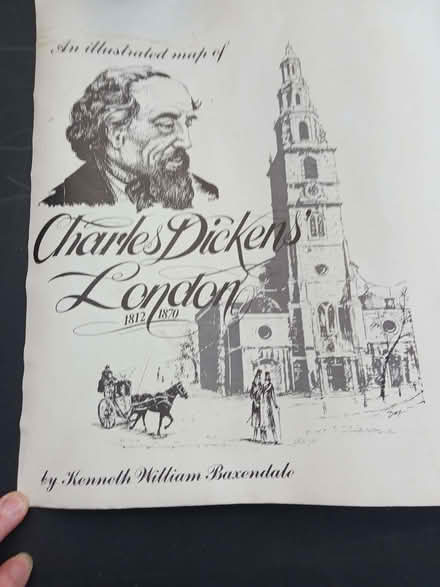 An illustrated map of
Charles Dickens'
London
1812 1870
by Kenneth William Baxendale